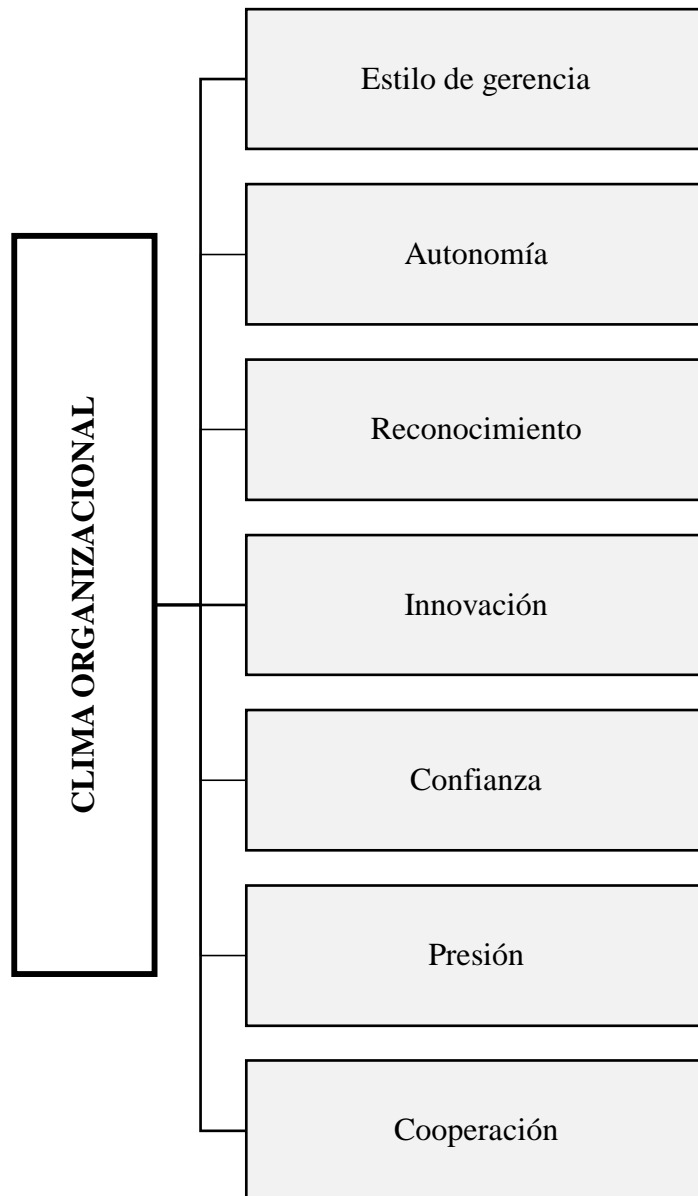 CLIMA ORGANIZACIONAL
Estilo de gerencia
Autonomía
Reconocimiento
Innovación
Confianza
Presión
Cooperación